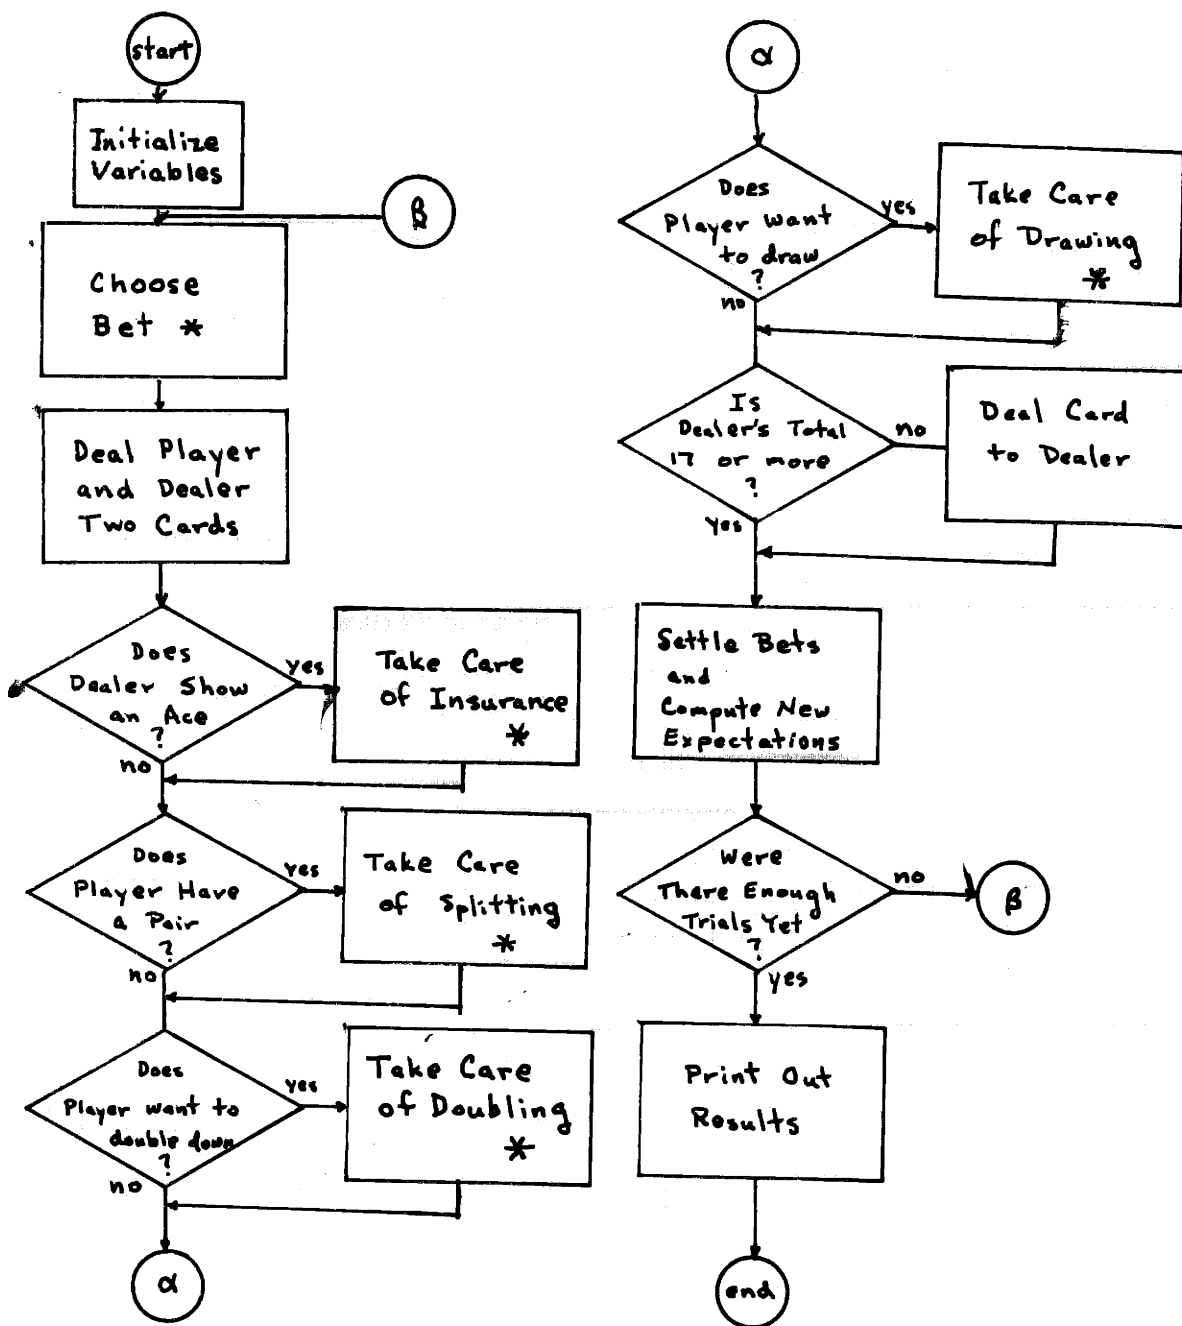 start
Initialize
Variables
β
Choose
Bet *
Deal Player
and Dealer
Two Cards
Does
Dealer Show
an Ace
?
yes
no
Take Care
of Insurance
*
Does
Player Have
a Pair
?
yes
no
Take Care
of Splitting
*
Does
Player want to
double down
?
yes
no
Take Care
of Doubling
*
α
α
Does
Player want
to draw
?
yes
no
Take Care
of Drawing
*
Is
Dealer's Total
17 or more
?
no
yes
Deal Card
to Dealer
Settle Bets
and
Compute New
Expectations
Were
There Enough
Trials Yet
?
no
yes
β
Print Out
Results
end